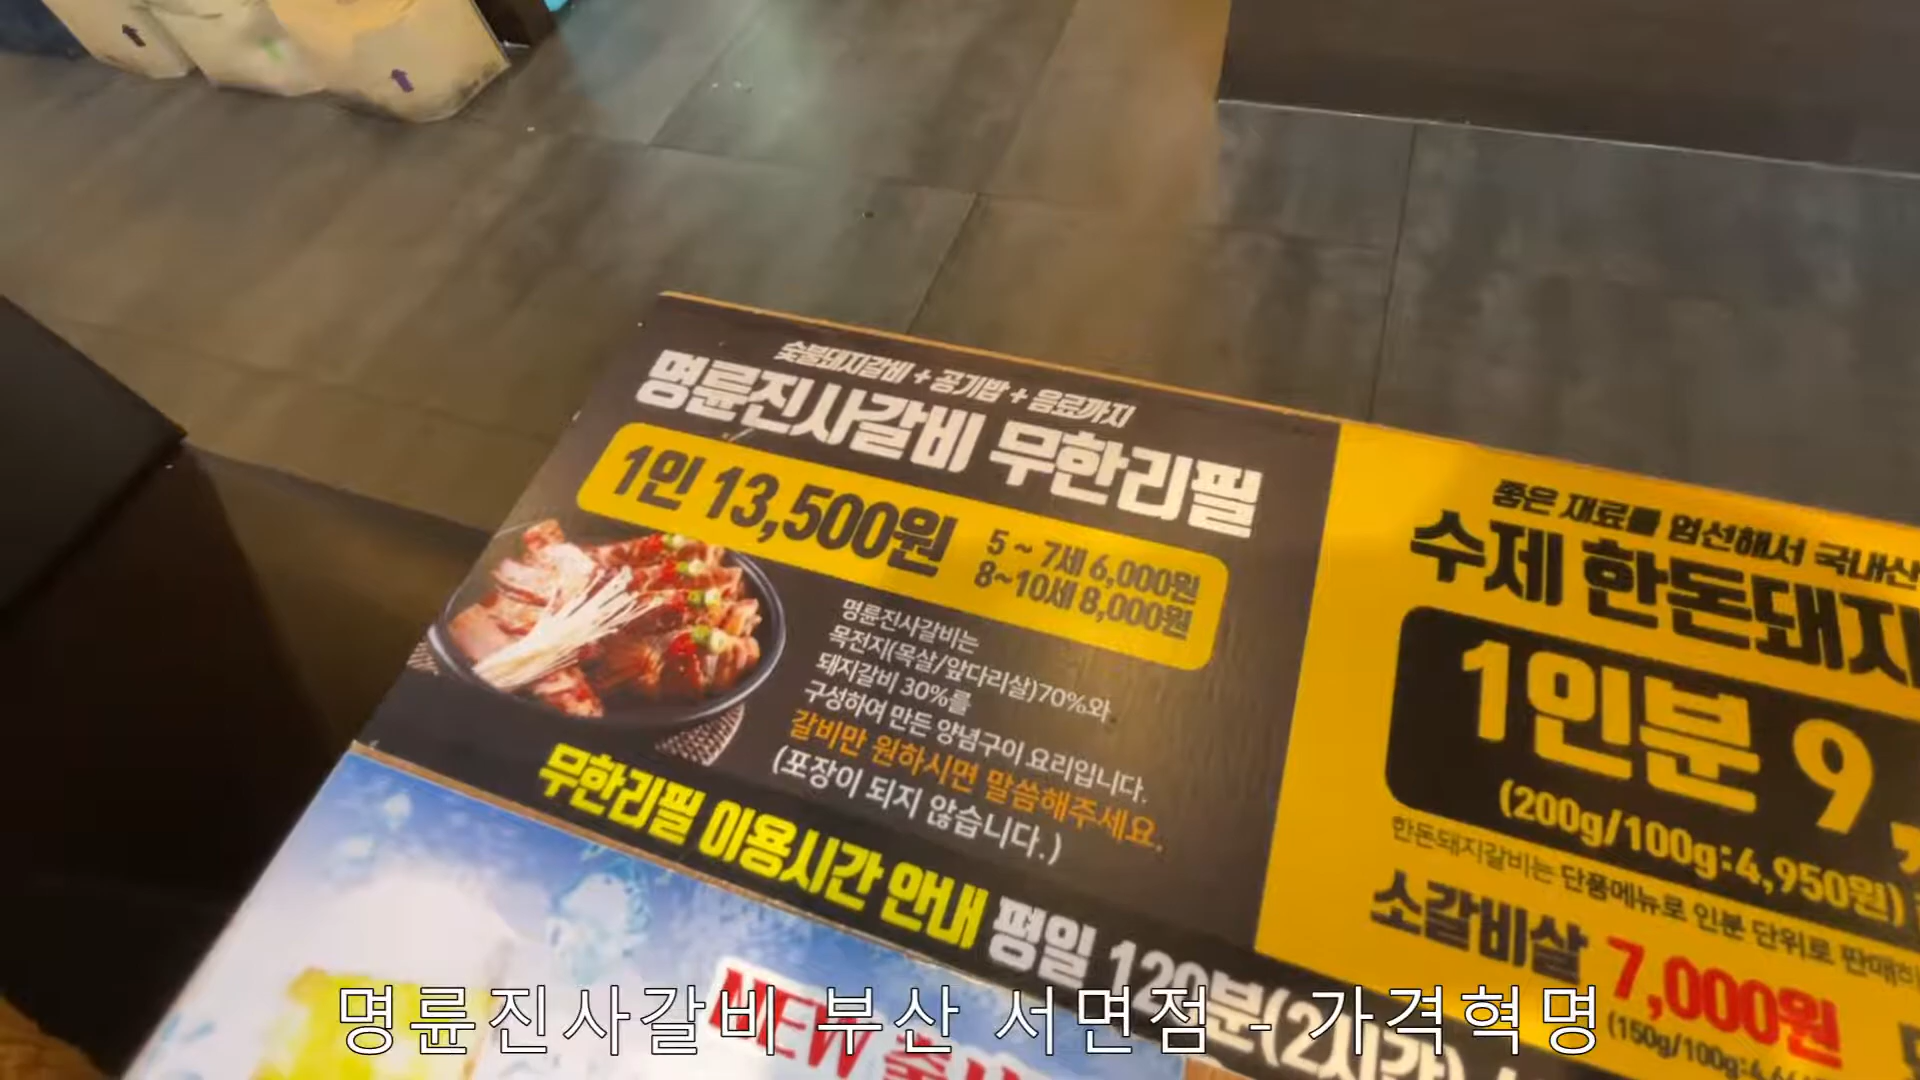 숯불돼지갈비 + 공기밥 + 음료까지
명륜진사갈비 무한리필
1인 13,500원
5 ~ 7세 6,000원
8~10세 8,000원
명륜진사갈비는
목전지(목살/앞다리살)70%와
돼지갈비 30%를
구성하여 만든 양념구이 요리입니다.
갈비만 원하시면 말씀해주세요.
(포장이 되지 않습니다.)
무한리필 이용시간 안내 평일 120분(2시간)
좋은 재료를 엄선해서 국내산
수제 한돈돼지
1인분 9,
(200g/100g:4,950원)
한돈돼지갈비는 단품메뉴로 인분 단위로 판매
소갈비살 7,000원
(150g/100g:4,
NEW
명륜진사갈비 부산 서면점 - 가격혁명